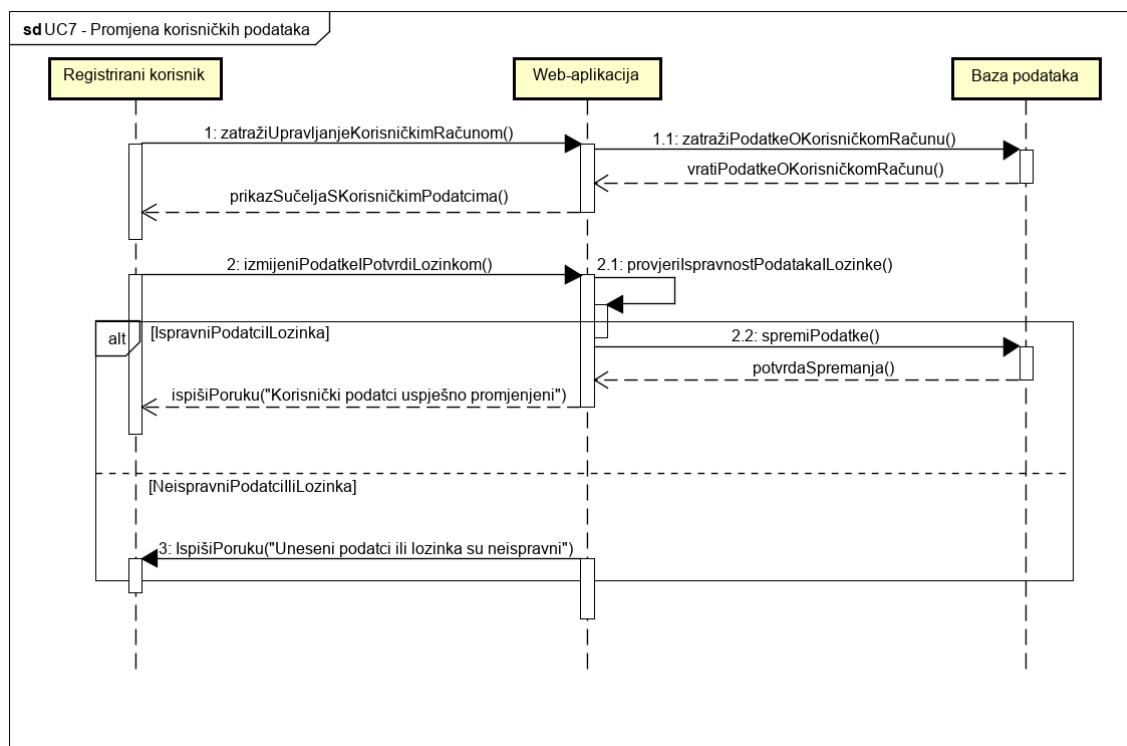 sd UC7 - Promjena korisničkih podataka
Registrirani korisnik
Web-aplikacija
Baza podataka
1: zatražiUpravljanjeKorisničkimRačunom()
1.1: zatražiPodatkeOKorisničkomRačunu()
vratiPodatkeOKorisničkomRačunu()
prikazSučeljaSKorisničkimPodatcima()
2: izmijeniPodatkeIPotvrdiLozinkom()
2.1: provjeriIspravnostPodatakaILozinke()
alt
[IspravniPodatciILozinka]
2.2: spremiPodatke()
potvrdaSpremanja()
ispišiPoruku("Korisnički podatci uspješno promjenjeni")
[NeispravniPodatciIliLozinka]
3: IspišiPoruku("Uneseni podatci ili lozinka su neispravni")